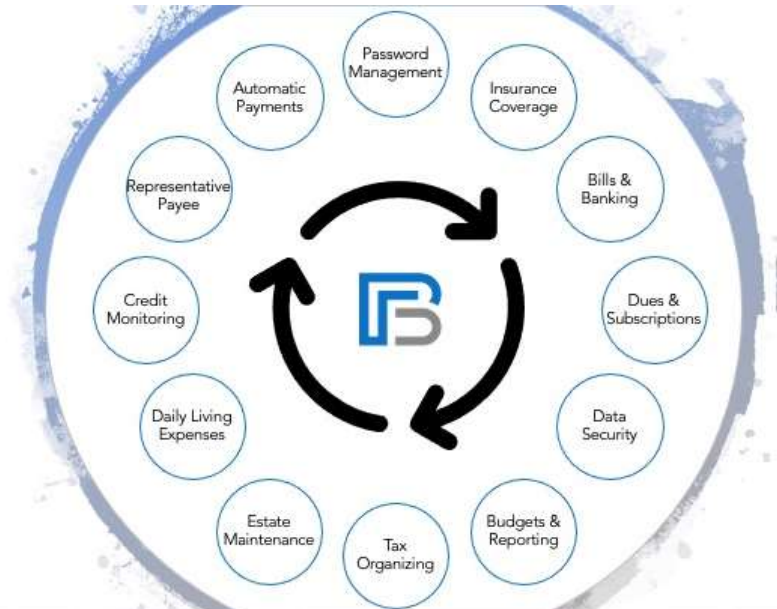 Password
Management
Insurance
Coverage
Bills &
Banking
Dues &
Subscriptions
Data
Security
Budgets &
Reporting
Tax
Organizing
Estate
Maintenance
Daily Living
Expenses
Credit
Monitoring
Representative
Payee
Automatic
Payments